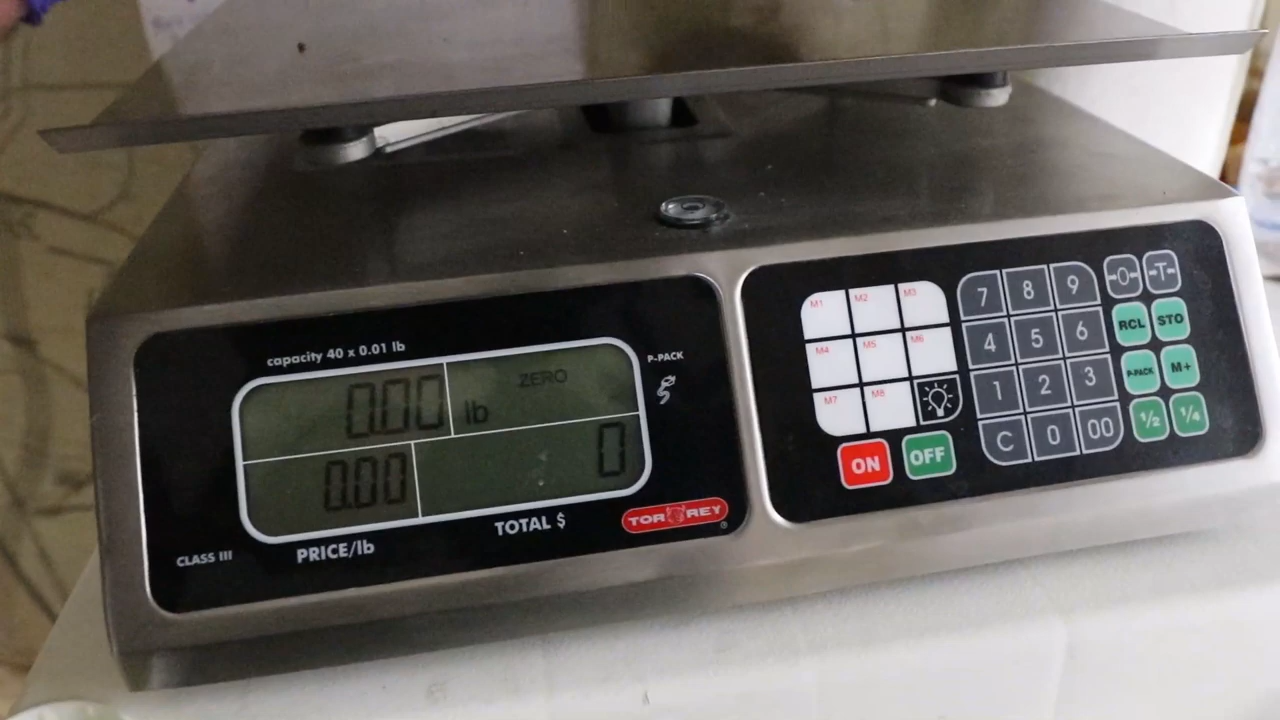 capacity 40 x 0.01 lb
P-PACK
0.00 lb
ZERO
0.00
0
CLASS III
PRICE/lb
TOTAL $
TORREY
®
M1 M2 M3
M4 M5 M6
M7 M8
ON OFF
7 8 9
4 5 6
1 2 3
C 0 00
→0← →T←
RCL STO
P-PACK M+
1/2 1/4